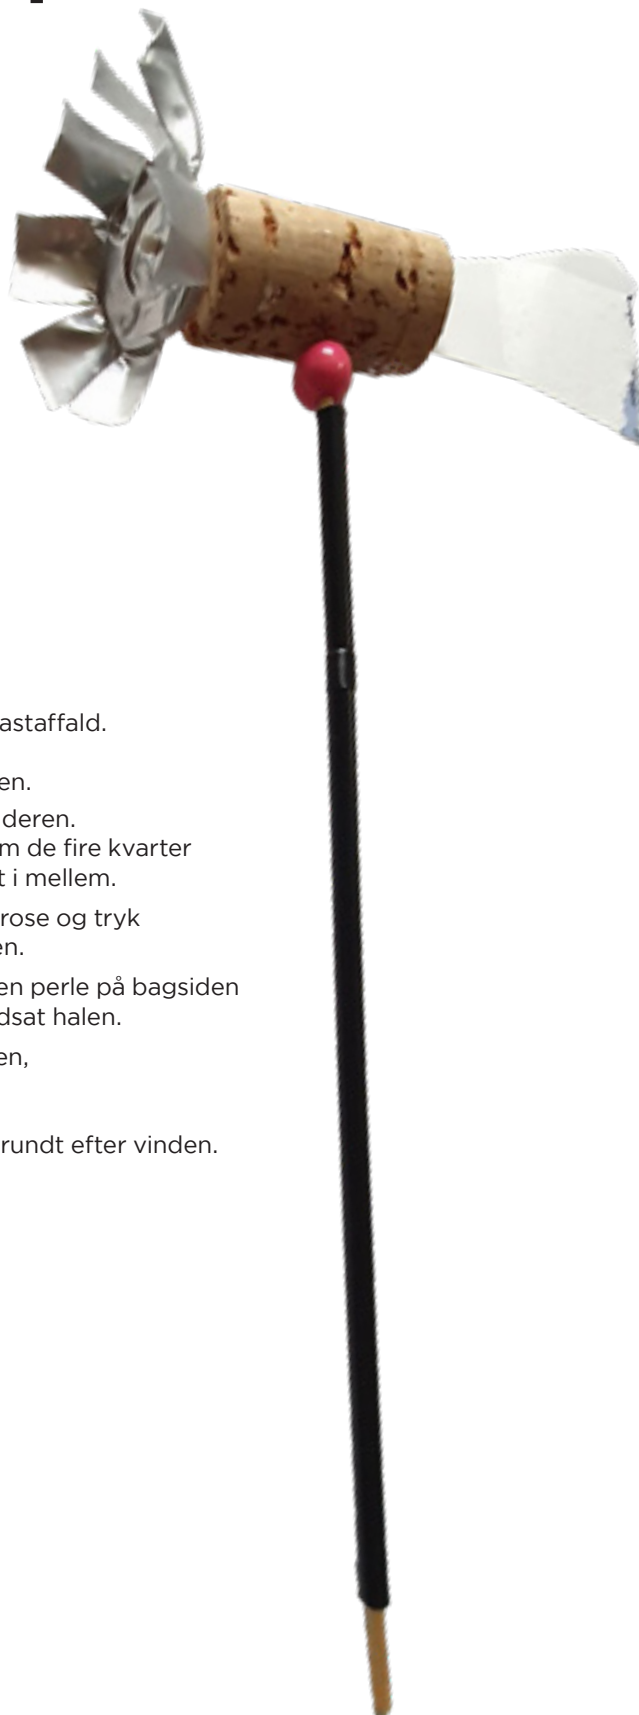 astaffald.
en.
deren.
m de fire kvarter
t i mellem.
rose og tryk
en.
en perle på bagsiden
dsat halen.
en,
rundt efter vinden.